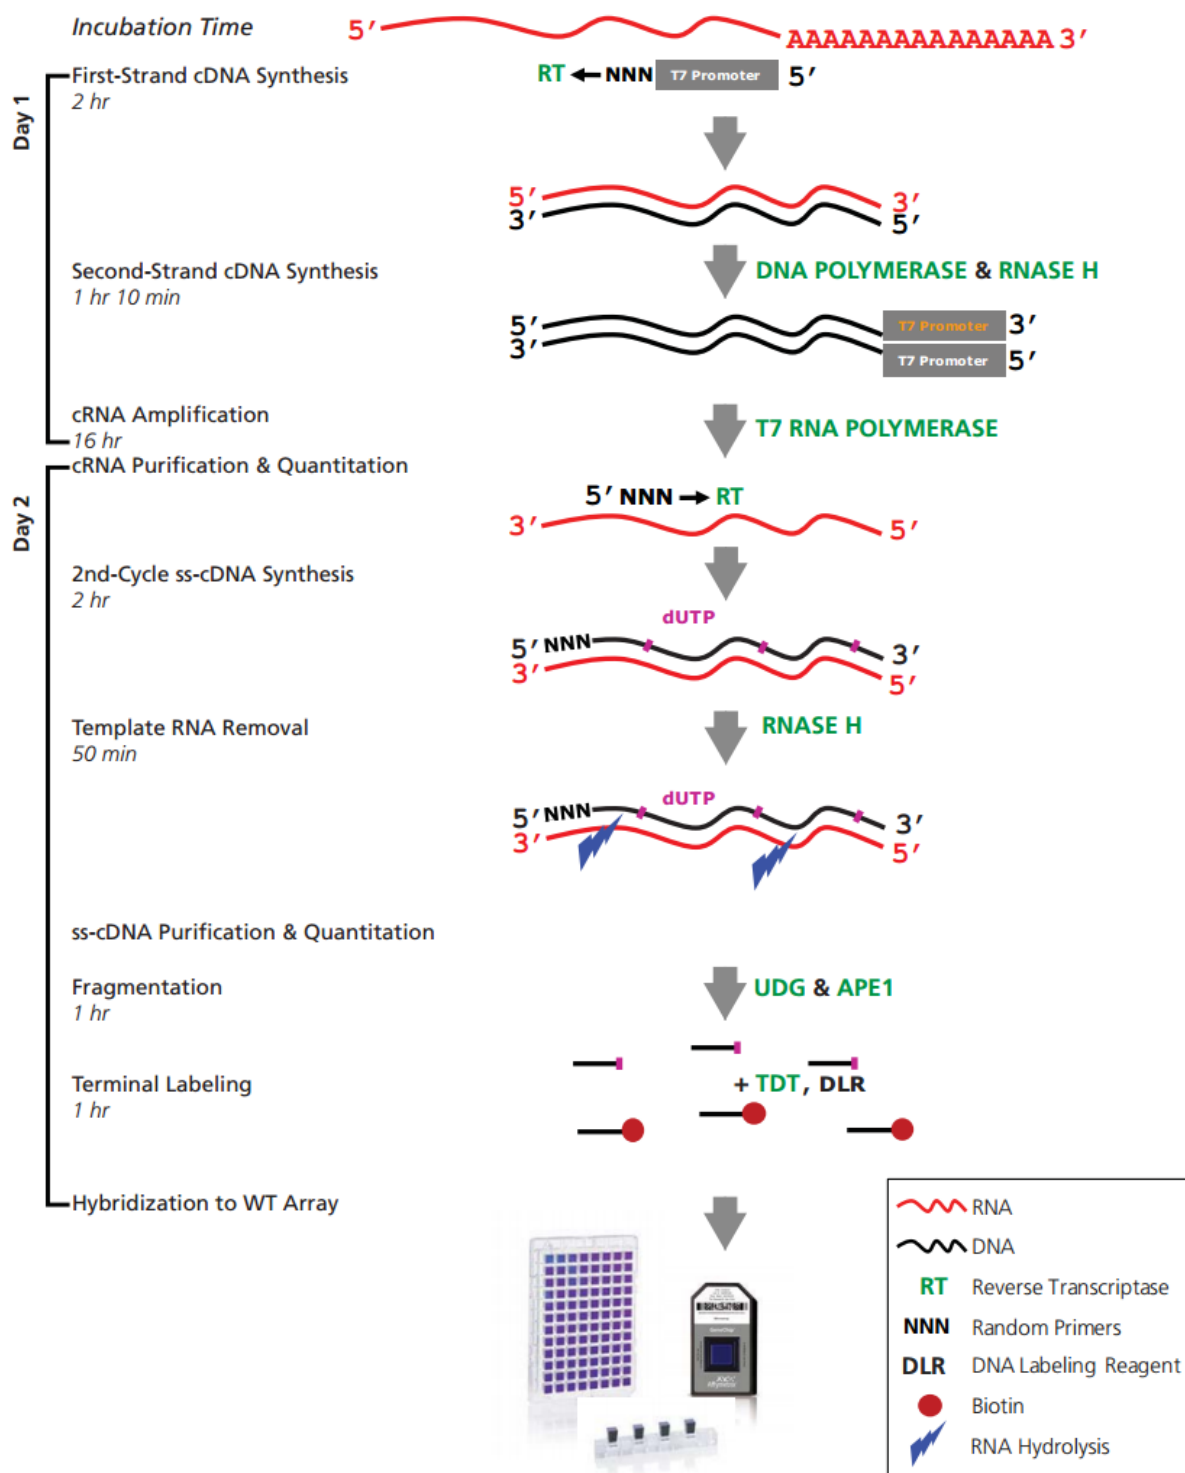 Incubation Time
5′
AAAAAAAAAAAAAAA 3′
Day 1
First-Strand cDNA Synthesis
2 hr
RT NNN T7 Promoter 5′
5′ 3′
3′ 5′
Second-Strand cDNA Synthesis
1 hr 10 min
DNA POLYMERASE & RNASE H
5′ T7 Promoter 3′
3′ T7 Promoter 5′
cRNA Amplification
16 hr
T7 RNA POLYMERASE
Day 2
cRNA Purification & Quantitation
5′ NNN RT
3′ 5′
2nd-Cycle ss-cDNA Synthesis
2 hr
dUTP
5′ NNN 3′
3′ 5′
Template RNA Removal
50 min
RNASE H
dUTP
5′ NNN 3′
3′ 5′
ss-cDNA Purification & Quantitation
Fragmentation
1 hr
UDG & APE1
Terminal Labeling
1 hr
+ TDT, DLR
Hybridization to WT Array
RNA
DNA
RT Reverse Transcriptase
NNN Random Primers
DLR DNA Labeling Reagent
Biotin
RNA Hydrolysis